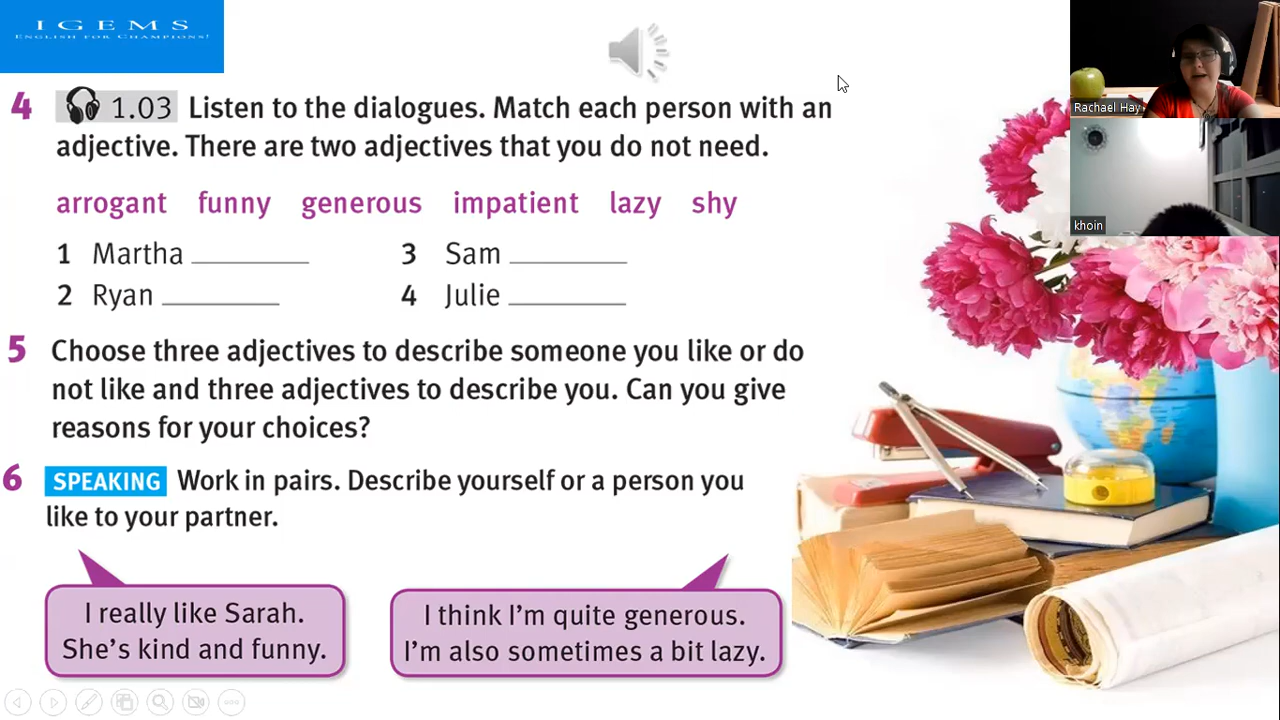 IGEMS
ENGLISH FOR CHAMPIONS!
4 1.03 Listen to the dialogues. Match each person with an
adjective. There are two adjectives that you do not need.
arrogant funny generous impatient lazy shy
1 Martha __________ 3 Sam __________
2 Ryan __________ 4 Julie __________
5 Choose three adjectives to describe someone you like or do
not like and three adjectives to describe you. Can you give
reasons for your choices?
6 SPEAKING Work in pairs. Describe yourself or a person you
like to your partner.
I really like Sarah.
She's kind and funny.
I think I'm quite generous.
I'm also sometimes a bit lazy.
Rachael Hay
khoin